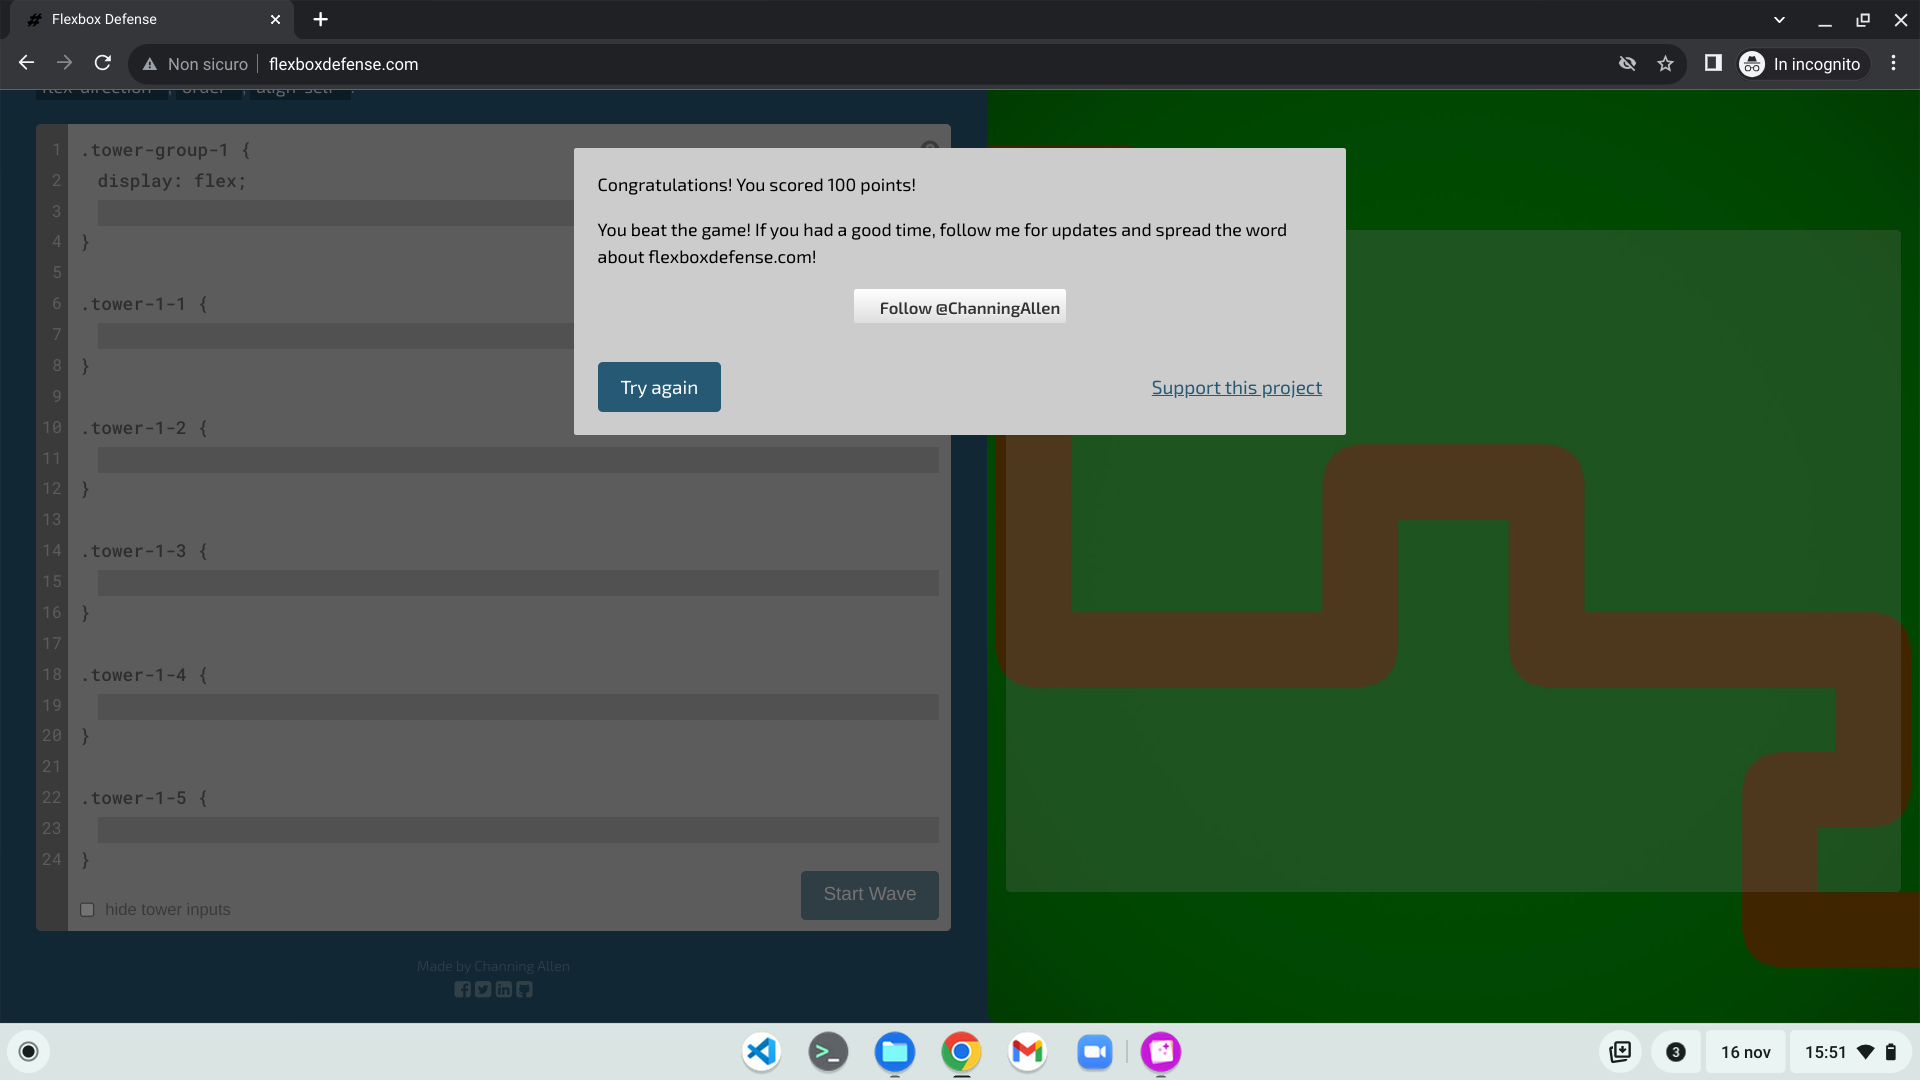 Flexbox Defense
Non sicuro
flexboxdefense.com
In incognito
flex-direction , order , align-self .
1 .tower-group-1 {
2 display: flex;
3
4 }
5
6 .tower-1-1 {
7
8 }
9
10 .tower-1-2 {
11
12 }
13
14 .tower-1-3 {
15
16 }
17
18 .tower-1-4 {
19
20 }
21
22 .tower-1-5 {
23
24 }
hide tower inputs
Start Wave
Made by Channing Allen
Congratulations! You scored 100 points!
You beat the game! If you had a good time, follow me for updates and spread the word
about flexboxdefense.com!
Follow @ChanningAllen
Try again
Support this project
3
16 nov
15:51